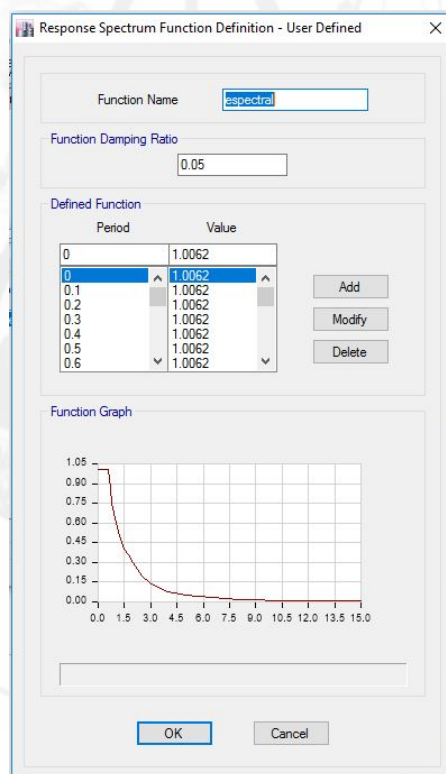 Response Spectrum Function Definition - User Defined
Function Name espectral
Function Damping Ratio
0.05
Defined Function
Period Value
0 1.0062
0 1.0062
0.1 1.0062
0.2 1.0062
0.3 1.0062
0.4 1.0062
0.5 1.0062
0.6 1.0062
Add
Modify
Delete
Function Graph
1.05
0.90
0.75
0.60
0.45
0.30
0.15
0.00
0.0 1.5 3.0 4.5 6.0 7.5 9.0 10.5 12.0 13.5 15.0
OK Cancel